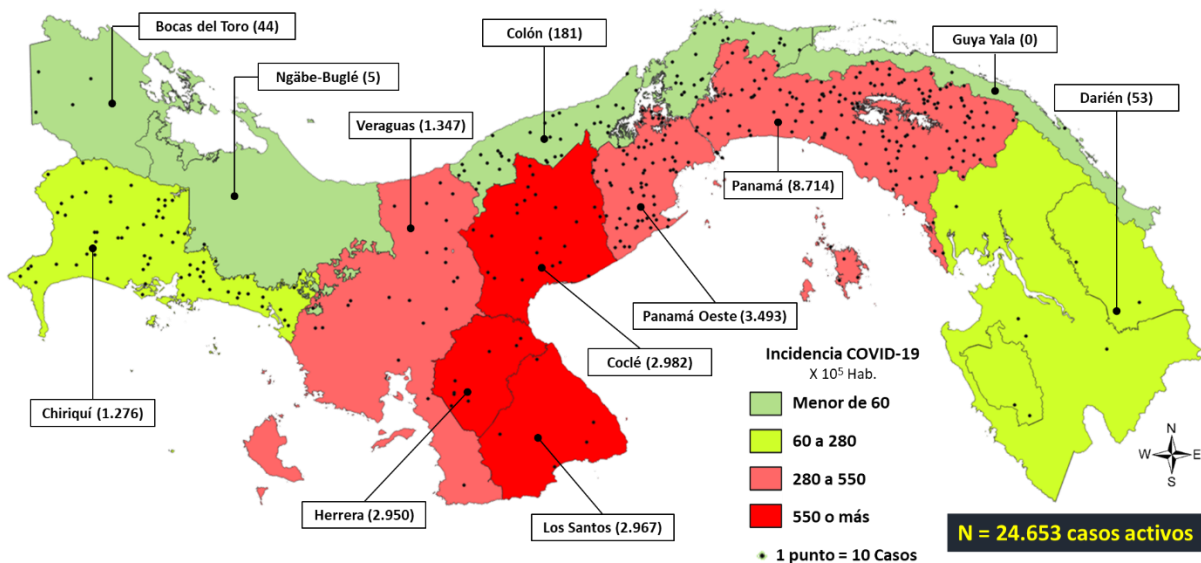 Bocas del Toro (44)
Colón (181)
Guya Yala (0)
Ngäbe-Buglé (5)
Darién (53)
Veraguas (1.347)
Panamá (8.714)
Panamá Oeste (3.493)
Coclé (2.982)
Chiriquí (1.276)
Herrera (2.950)
Los Santos (2.967)
Incidencia COVID-19
X 10⁵ Hab.
Menor de 60
60 a 280
280 a 550
550 o más
1 punto = 10 Casos
N
W E
S
N = 24.653 casos activos